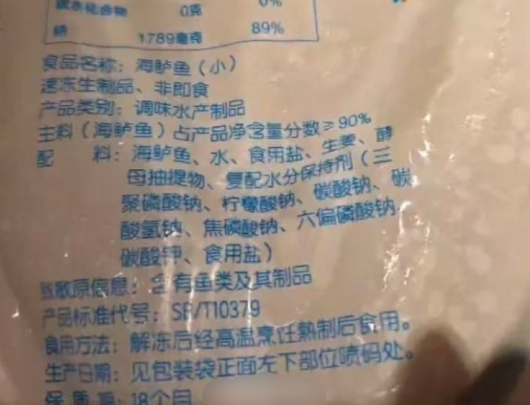 碳水化合物 0克 0%
钠 1789毫克 89%
食品名称：海鲈鱼（小）
速冻生制品、非即食
产品类别：调味水产制品
主料（海鲈鱼）占产品净含量分数≥90%
配 料：海鲈鱼、水、食用盐、生姜、酵
母抽提物、复配水分保持剂（三
聚磷酸钠、柠檬酸钠、碳酸钠、碳
酸氢钠、焦磷酸钠、六偏磷酸钠、
碳酸钾、食用盐）
致敏原信息：含有鱼类及其制品
产品标准代号：SB/T10379
食用方法：解冻后经高温烹饪熟制后食用。
生产日期：见包装袋正面左下部位喷码处。
保质期：18个月